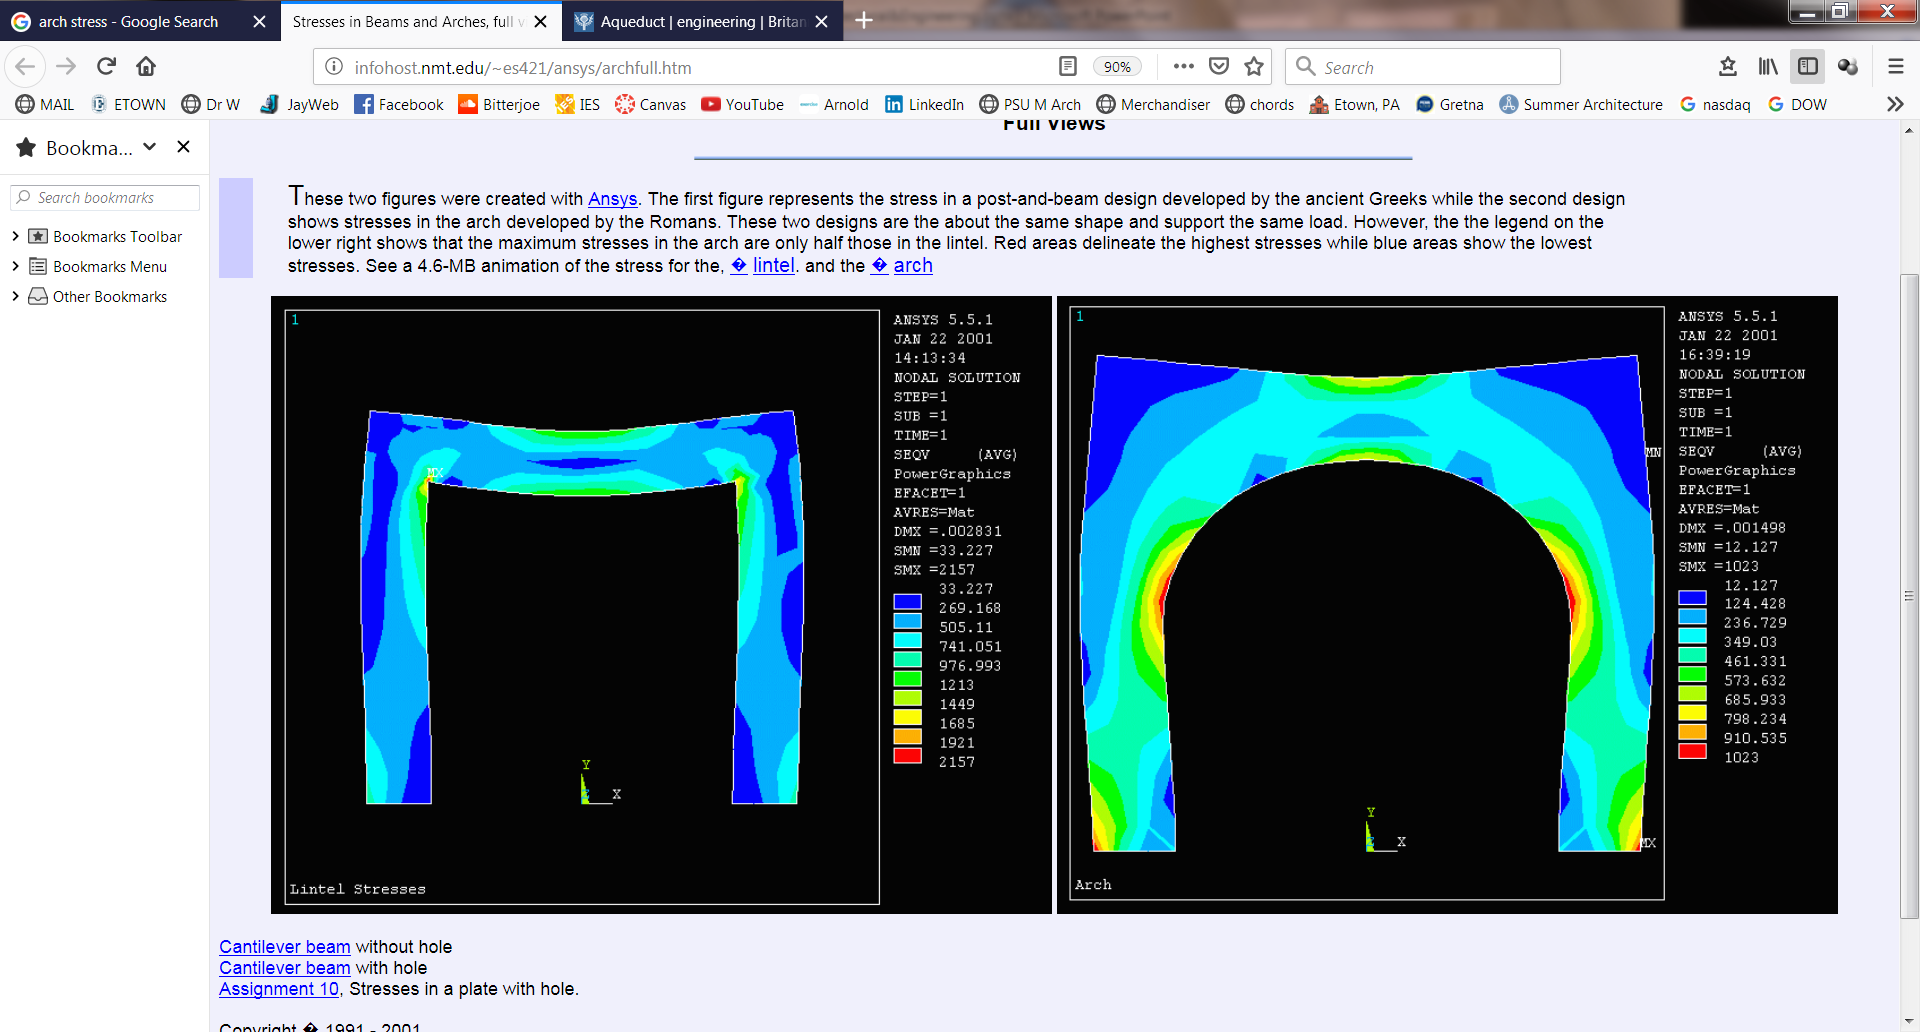 arch stress - Google Search
Stresses in Beams and Arches, full v
Aqueduct | engineering | Britan
infohost.nmt.edu/~es421/ansys/archfull.htm
90%
Search
MAIL
ETOWN
Dr W
JayWeb
Facebook
Bitterjoe
IES
Canvas
YouTube
Arnold
LinkedIn
PSU M Arch
Merchandiser
chords
Etown, PA
Gretna
Summer Architecture
nasdaq
DOW
Bookma...
Search bookmarks
Bookmarks Toolbar
Bookmarks Menu
Other Bookmarks
Full Views
These two figures were created with Ansys. The first figure represents the stress in a post-and-beam design developed by the ancient Greeks while the second design
shows stresses in the arch developed by the Romans. These two designs are the about the same shape and support the same load. However, the the legend on the
lower right shows that the maximum stresses in the arch are only half those in the lintel. Red areas delineate the highest stresses while blue areas show the lowest
stresses. See a 4.6-MB animation of the stress for the, � lintel. and the � arch
1
MX
Y
X
Lintel Stresses
ANSYS 5.5.1
JAN 22 2001
14:13:34
NODAL SOLUTION
STEP=1
SUB =1
TIME=1
SEQV (AVG)
PowerGraphics
EFACET=1
AVRES=Mat
DMX =.002831
SMN =33.227
SMX =2157
33.227
269.168
505.11
741.051
976.993
1213
1449
1685
1921
2157
1
MN
MX
Y
X
Arch
ANSYS 5.5.1
JAN 22 2001
16:39:19
NODAL SOLUTION
STEP=1
SUB =1
TIME=1
SEQV (AVG)
PowerGraphics
EFACET=1
AVRES=Mat
DMX =.001498
SMN =12.127
SMX =1023
12.127
124.428
236.729
349.03
461.331
573.632
685.933
798.234
910.535
1023
Cantilever beam without hole
Cantilever beam with hole
Assignment 10, Stresses in a plate with hole.
Copyright � 1991 - 2001